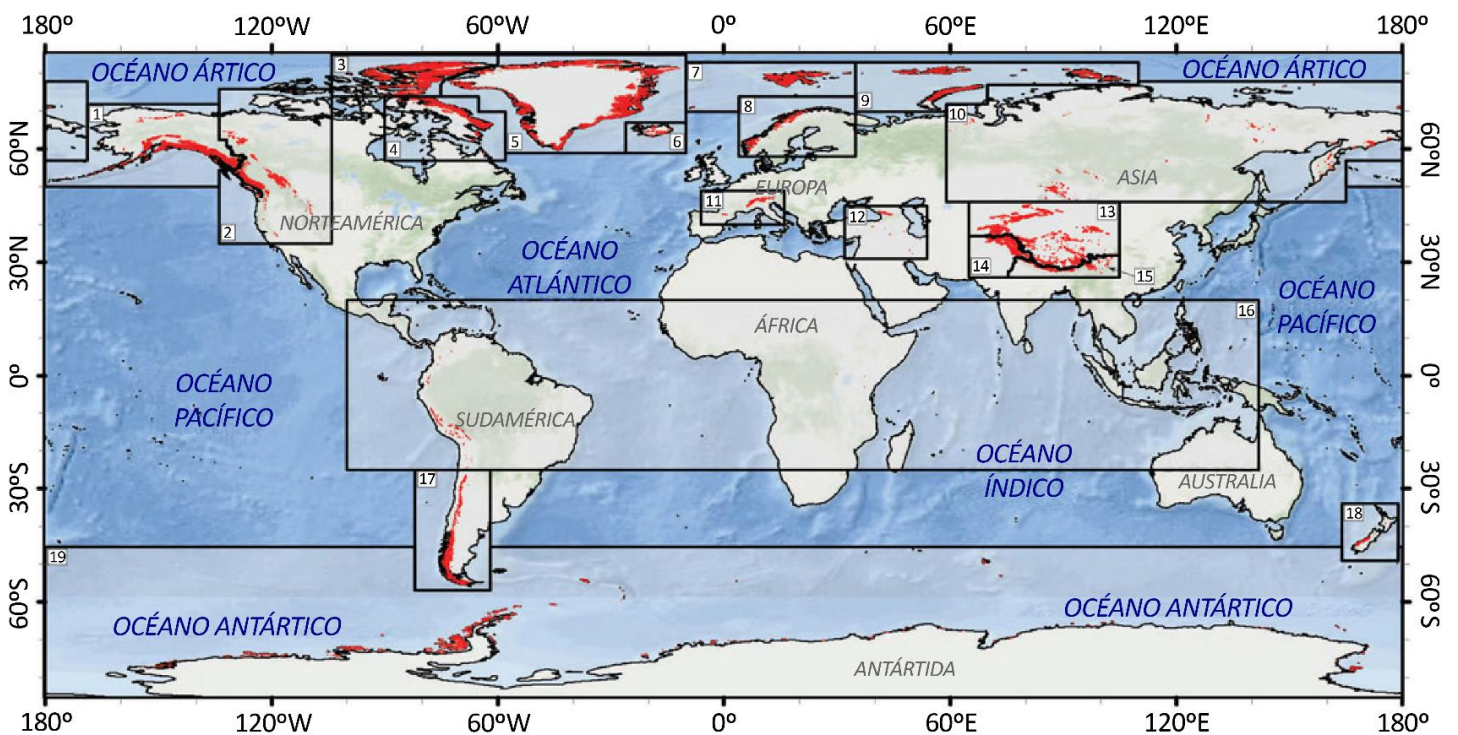 180º 120ºW 60ºW 0º 60ºE 120ºE 180º
OCÉANO ÁRTICO
OCÉANO ÁRTICO
3
7
1
8
9
10
60ºN
60ºN
4
5
6
EUROPA
ASIA
11
12
13
NORTEAMÉRICA
2
30ºN
30ºN
OCÉANO
ATLÁNTICO
14
15
OCÉANO
PACÍFICO
16
ÁFRICA
0º
0º
OCÉANO
PACÍFICO
SUDAMÉRICA
OCÉANO
ÍNDICO
17
AUSTRALIA
30ºS
30ºS
18
19
60ºS
60ºS
OCÉANO ANTÁRTICO
OCÉANO ANTÁRTICO
ANTÁRTIDA
180º 120ºW 60ºW 0º 60ºE 120ºE 180º